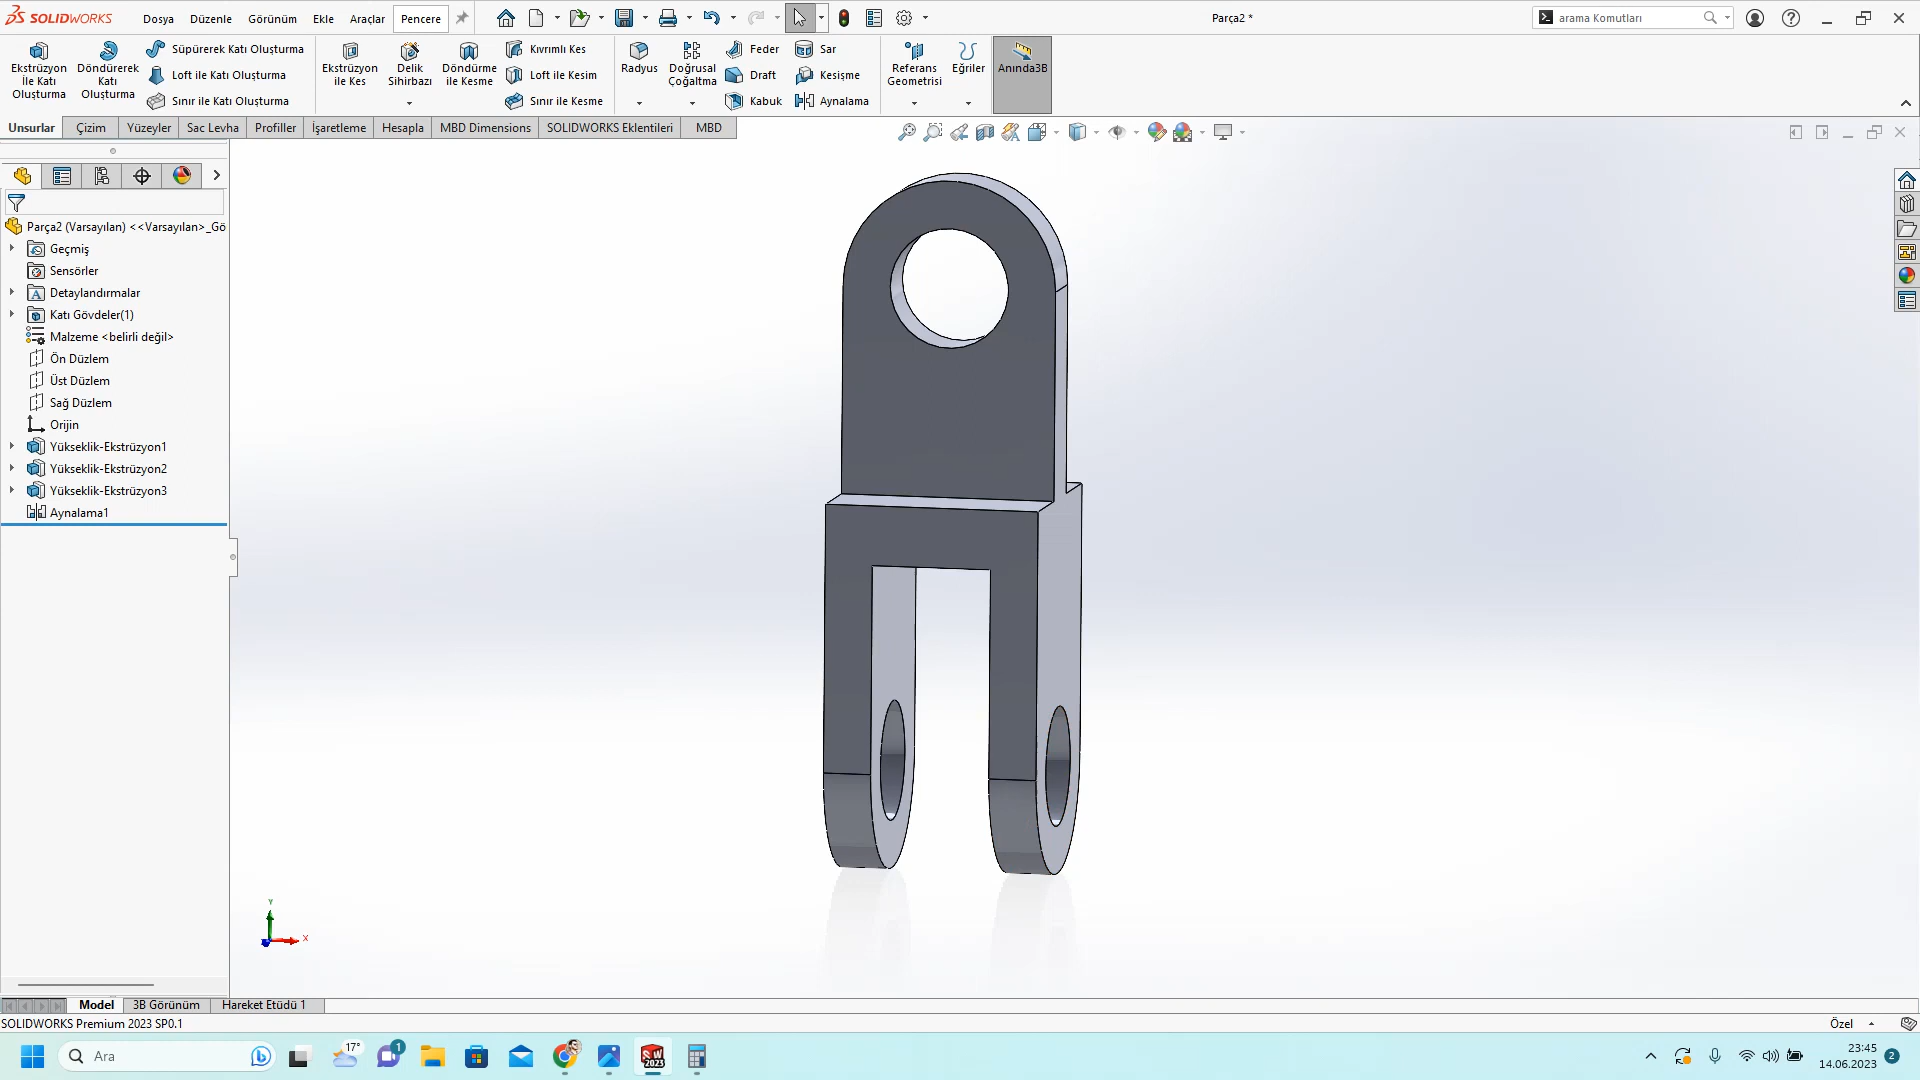 SOLIDWORKS
Dosya Düzenle Görünüm Ekle Araçlar Pencere
Parça2 *
arama Komutları
Ekstrüzyon İle Katı Oluşturma
Döndürerek Katı Oluşturma
Süpürerek Katı Oluşturma
Loft ile Katı Oluşturma
Sınır ile Katı Oluşturma
Ekstrüzyon ile Kes
Delik Sihirbazı
Döndürme ile Kesme
Kıvrımlı Kes
Loft ile Kesim
Sınır ile Kesme
Radyus
Doğrusal Çoğaltma
Feder
Draft
Kabuk
Sar
Kesişme
Aynalama
Referans Geometrisi
Eğriler
Anında3B
Unsurlar Çizim Yüzeyler Sac Levha Profiller İşaretleme Hesapla MBD Dimensions SOLIDWORKS Eklentileri MBD
Parça2 (Varsayılan) <<Varsayılan>_Gö
Geçmiş
Sensörler
Detaylandırmalar
Katı Gövdeler(1)
Malzeme <belirli değil>
Ön Düzlem
Üst Düzlem
Sağ Düzlem
Orijin
Yükseklik-Ekstrüzyon1
Yükseklik-Ekstrüzyon2
Yükseklik-Ekstrüzyon3
Aynalama1
Y
X
Model 3B Görünüm Hareket Etüdü 1
SOLIDWORKS Premium 2023 SP0.1
Özel
Ara
17°
1
SW
2023
23:45
14.06.2023
2